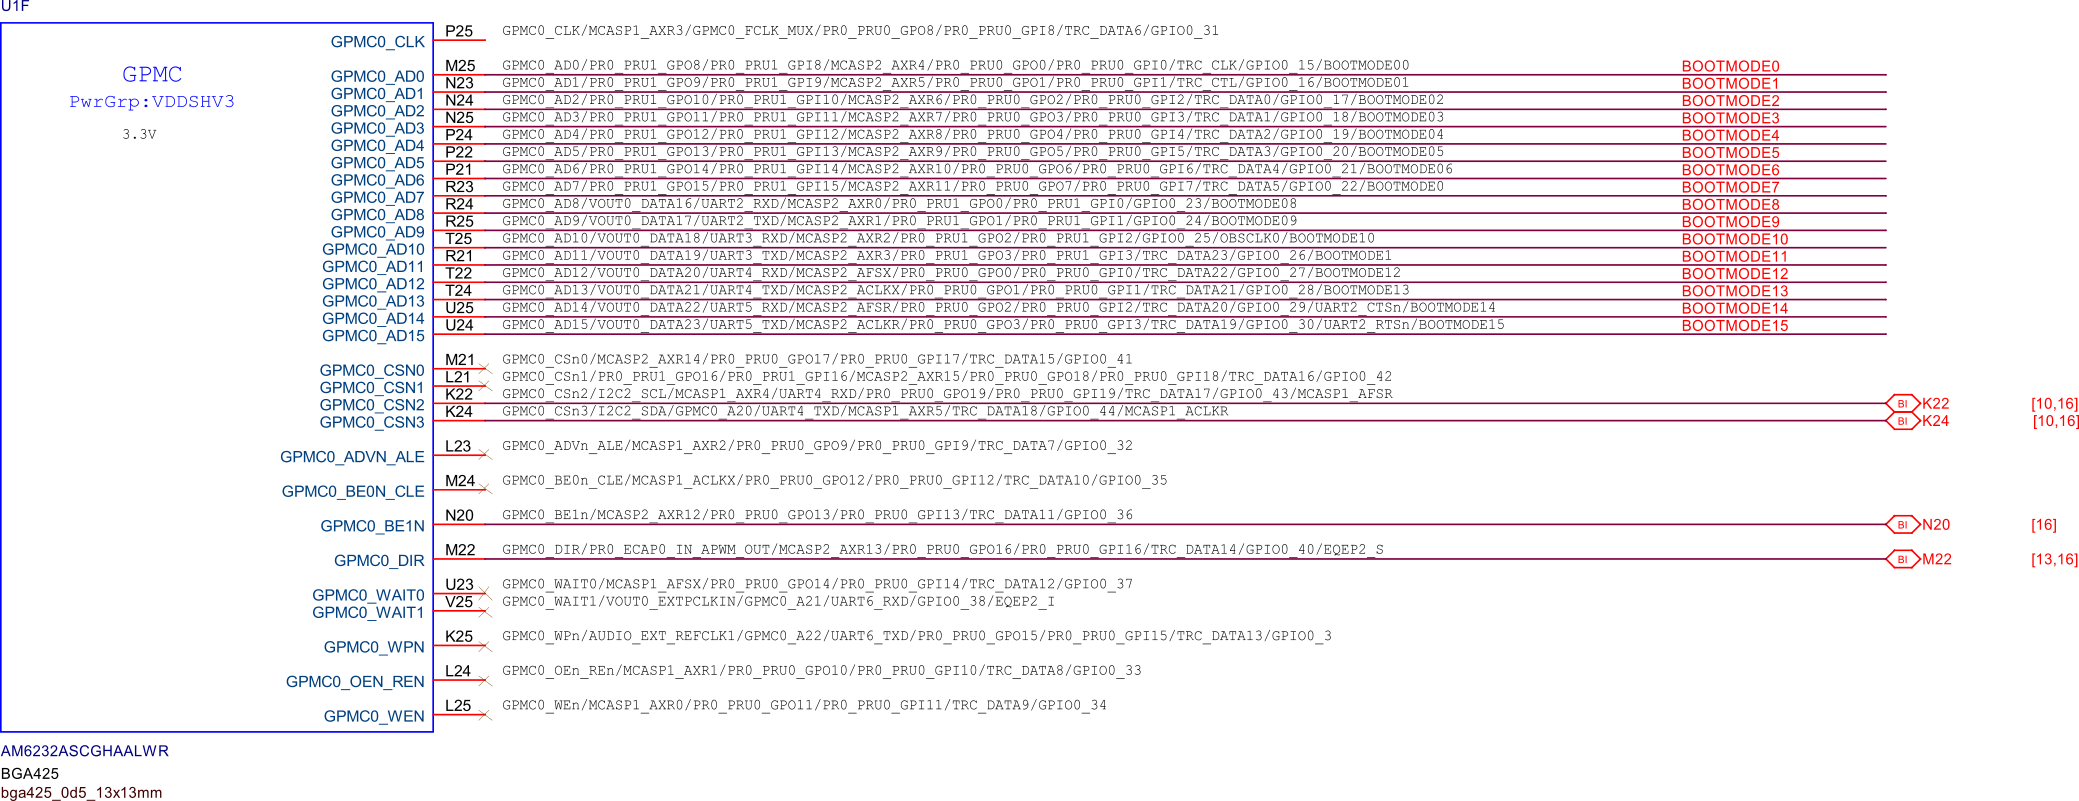 U1F
GPMC
PwrGrp:VDDSHV3
3.3V
GPMC0_CLK P25 GPMC0_CLK/MCASP1_AXR3/GPMC0_FCLK_MUX/PR0_PRU0_GPO8/PR0_PRU0_GPI8/TRC_DATA6/GPIO0_31
GPMC0_AD0 M25 GPMC0_AD0/PR0_PRU1_GPO8/PR0_PRU1_GPI8/MCASP2_AXR4/PR0_PRU0_GPO0/PR0_PRU0_GPI0/TRC_CLK/GPIO0_15/BOOTMODE00 BOOTMODE0
GPMC0_AD1 N23 GPMC0_AD1/PR0_PRU1_GPO9/PR0_PRU1_GPI9/MCASP2_AXR5/PR0_PRU0_GPO1/PR0_PRU0_GPI1/TRC_CTL/GPIO0_16/BOOTMODE01 BOOTMODE1
GPMC0_AD2 N24 GPMC0_AD2/PR0_PRU1_GPO10/PR0_PRU1_GPI10/MCASP2_AXR6/PR0_PRU0_GPO2/PR0_PRU0_GPI2/TRC_DATA0/GPIO0_17/BOOTMODE02 BOOTMODE2
GPMC0_AD3 N25 GPMC0_AD3/PR0_PRU1_GPO11/PR0_PRU1_GPI11/MCASP2_AXR7/PR0_PRU0_GPO3/PR0_PRU0_GPI3/TRC_DATA1/GPIO0_18/BOOTMODE03 BOOTMODE3
GPMC0_AD4 P24 GPMC0_AD4/PR0_PRU1_GPO12/PR0_PRU1_GPI12/MCASP2_AXR8/PR0_PRU0_GPO4/PR0_PRU0_GPI4/TRC_DATA2/GPIO0_19/BOOTMODE04 BOOTMODE4
GPMC0_AD5 P22 GPMC0_AD5/PR0_PRU1_GPO13/PR0_PRU1_GPI13/MCASP2_AXR9/PR0_PRU0_GPO5/PR0_PRU0_GPI5/TRC_DATA3/GPIO0_20/BOOTMODE05 BOOTMODE5
GPMC0_AD6 P21 GPMC0_AD6/PR0_PRU1_GPO14/PR0_PRU1_GPI14/MCASP2_AXR10/PR0_PRU0_GPO6/PR0_PRU0_GPI6/TRC_DATA4/GPIO0_21/BOOTMODE06 BOOTMODE6
GPMC0_AD7 R23 GPMC0_AD7/PR0_PRU1_GPO15/PR0_PRU1_GPI15/MCASP2_AXR11/PR0_PRU0_GPO7/PR0_PRU0_GPI7/TRC_DATA5/GPIO0_22/BOOTMODE0 BOOTMODE7
GPMC0_AD8 R24 GPMC0_AD8/VOUT0_DATA16/UART2_RXD/MCASP2_AXR0/PR0_PRU1_GPO0/PR0_PRU1_GPI0/GPIO0_23/BOOTMODE08 BOOTMODE8
GPMC0_AD9 R25 GPMC0_AD9/VOUT0_DATA17/UART2_TXD/MCASP2_AXR1/PR0_PRU1_GPO1/PR0_PRU1_GPI1/GPIO0_24/BOOTMODE09 BOOTMODE9
GPMC0_AD10 T25 GPMC0_AD10/VOUT0_DATA18/UART3_RXD/MCASP2_AXR2/PR0_PRU1_GPO2/PR0_PRU1_GPI2/GPIO0_25/OBSCLK0/BOOTMODE10 BOOTMODE10
GPMC0_AD11 R21 GPMC0_AD11/VOUT0_DATA19/UART3_TXD/MCASP2_AXR3/PR0_PRU1_GPO3/PR0_PRU1_GPI3/TRC_DATA23/GPIO0_26/BOOTMODE1 BOOTMODE11
GPMC0_AD12 T22 GPMC0_AD12/VOUT0_DATA20/UART4_RXD/MCASP2_AFSX/PR0_PRU0_GPO0/PR0_PRU0_GPI0/TRC_DATA22/GPIO0_27/BOOTMODE12 BOOTMODE12
GPMC0_AD13 T24 GPMC0_AD13/VOUT0_DATA21/UART4_TXD/MCASP2_ACLKX/PR0_PRU0_GPO1/PR0_PRU0_GPI1/TRC_DATA21/GPIO0_28/BOOTMODE13 BOOTMODE13
GPMC0_AD14 U25 GPMC0_AD14/VOUT0_DATA22/UART5_RXD/MCASP2_AFSR/PR0_PRU0_GPO2/PR0_PRU0_GPI2/TRC_DATA20/GPIO0_29/UART2_CTSn/BOOTMODE14 BOOTMODE14
GPMC0_AD15 U24 GPMC0_AD15/VOUT0_DATA23/UART5_TXD/MCASP2_ACLKR/PR0_PRU0_GPO3/PR0_PRU0_GPI3/TRC_DATA19/GPIO0_30/UART2_RTSn/BOOTMODE15 BOOTMODE15
GPMC0_CSN0 M21 GPMC0_CSn0/MCASP2_AXR14/PR0_PRU0_GPO17/PR0_PRU0_GPI17/TRC_DATA15/GPIO0_41
GPMC0_CSN1 L21 GPMC0_CSn1/PR0_PRU1_GPO16/PR0_PRU1_GPI16/MCASP2_AXR15/PR0_PRU0_GPO18/PR0_PRU0_GPI18/TRC_DATA16/GPIO0_42
GPMC0_CSN2 K22 GPMC0_CSn2/I2C2_SCL/MCASP1_AXR4/UART4_RXD/PR0_PRU0_GPO19/PR0_PRU0_GPI19/TRC_DATA17/GPIO0_43/MCASP1_AFSR BI K22 [10,16]
GPMC0_CSN3 K24 GPMC0_CSn3/I2C2_SDA/GPMC0_A20/UART4_TXD/MCASP1_AXR5/TRC_DATA18/GPIO0_44/MCASP1_ACLKR BI K24 [10,16]
GPMC0_ADVN_ALE L23 GPMC0_ADVn_ALE/MCASP1_AXR2/PR0_PRU0_GPO9/PR0_PRU0_GPI9/TRC_DATA7/GPIO0_32
GPMC0_BE0N_CLE M24 GPMC0_BE0n_CLE/MCASP1_ACLKX/PR0_PRU0_GPO12/PR0_PRU0_GPI12/TRC_DATA10/GPIO0_35
GPMC0_BE1N N20 GPMC0_BE1n/MCASP2_AXR12/PR0_PRU0_GPO13/PR0_PRU0_GPI13/TRC_DATA11/GPIO0_36 BI N20 [16]
GPMC0_DIR M22 GPMC0_DIR/PR0_ECAP0_IN_APWM_OUT/MCASP2_AXR13/PR0_PRU0_GPO16/PR0_PRU0_GPI16/TRC_DATA14/GPIO0_40/EQEP2_S BI M22 [13,16]
GPMC0_WAIT0 U23 GPMC0_WAIT0/MCASP1_AFSX/PR0_PRU0_GPO14/PR0_PRU0_GPI14/TRC_DATA12/GPIO0_37
GPMC0_WAIT1 V25 GPMC0_WAIT1/VOUT0_EXTPCLKIN/GPMC0_A21/UART6_RXD/GPIO0_38/EQEP2_I
GPMC0_WPN K25 GPMC0_WPn/AUDIO_EXT_REFCLK1/GPMC0_A22/UART6_TXD/PR0_PRU0_GPO15/PR0_PRU0_GPI15/TRC_DATA13/GPIO0_3
GPMC0_OEN_REN L24 GPMC0_OEn_REn/MCASP1_AXR1/PR0_PRU0_GPO10/PR0_PRU0_GPI10/TRC_DATA8/GPIO0_33
GPMC0_WEN L25 GPMC0_WEn/MCASP1_AXR0/PR0_PRU0_GPO11/PR0_PRU0_GPI11/TRC_DATA9/GPIO0_34
AM6232ASCGHAALWR
BGA425
bga425_0d5_13x13mm